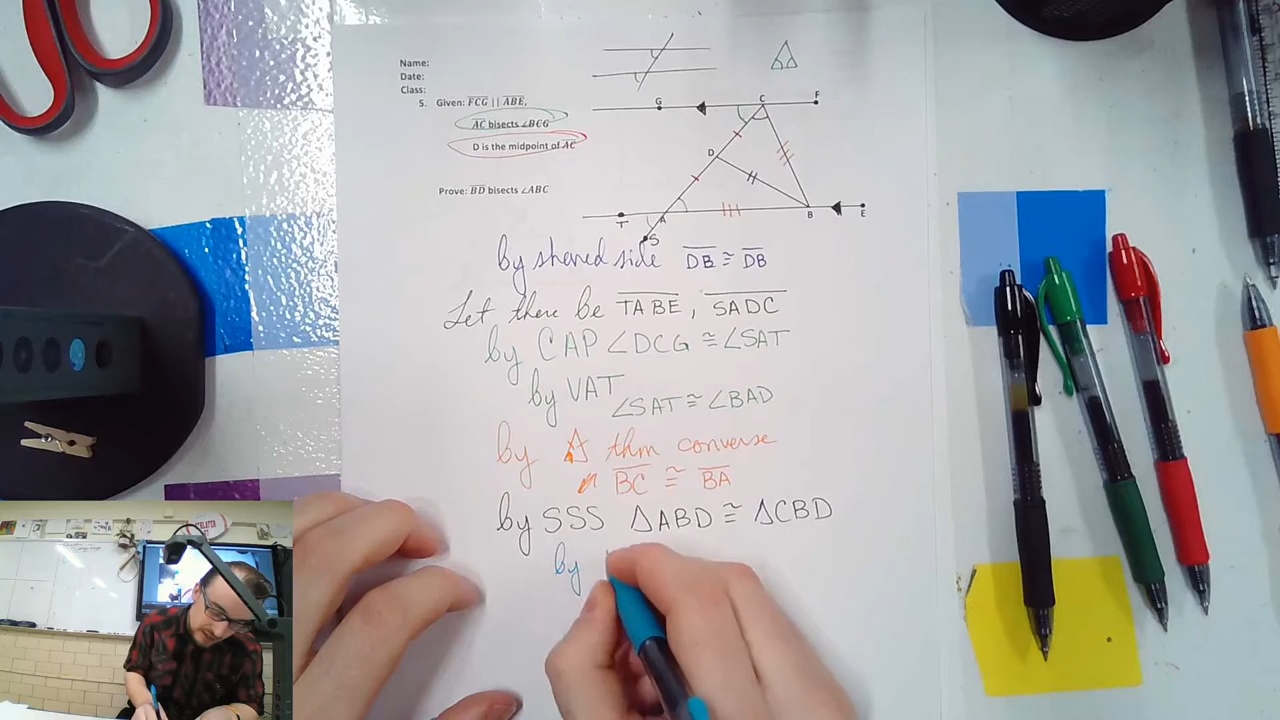 Name:
Date:
Class:
5. Given: FCG || ABE,
AC bisects ∠BCG
D is the midpoint of AC
Prove: BD bisects ∠ABC
G C F
D
T A B E
S
by shared side DB ≅ DB
Let there be TABE, SADC
by CAP ∠DCG ≅ ∠SAT
by VAT
∠SAT ≅ ∠BAD
by thm converse
BC ≅ BA
by SSS ΔABD ≅ ΔCBD
by